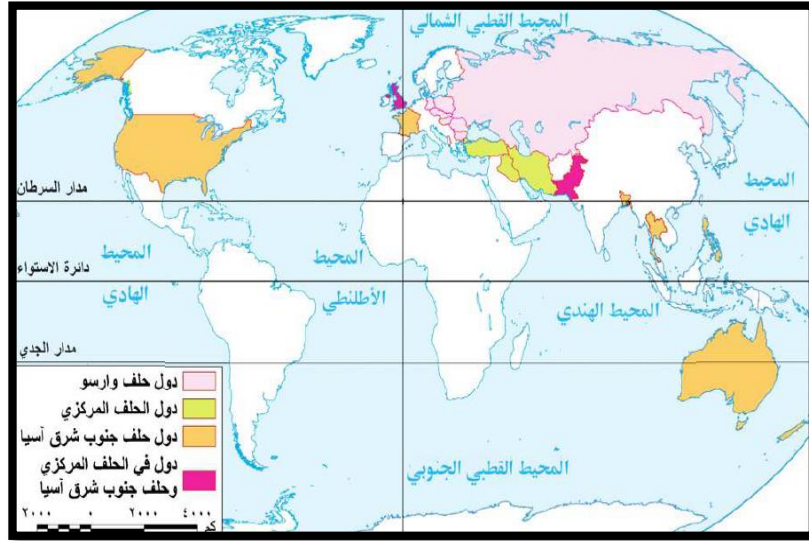 المحيط القطبي الشمالي
مدار السرطان
المحيط
الهادي
المحيط
المحيط
دائرة الاستواء
الهادي
الأطلنطي
المحيط الهندي
مدار الجدي
دول حلف وارسو
دول الحلف المركزي
دول حلف جنوب شرق آسيا
دول في الحلف المركزي
وحلف جنوب شرق آسيا
المحيط القطبي الجنوبي
٢٠٠٠ ٠ ٢٠٠٠ ٤٠٠٠
كم